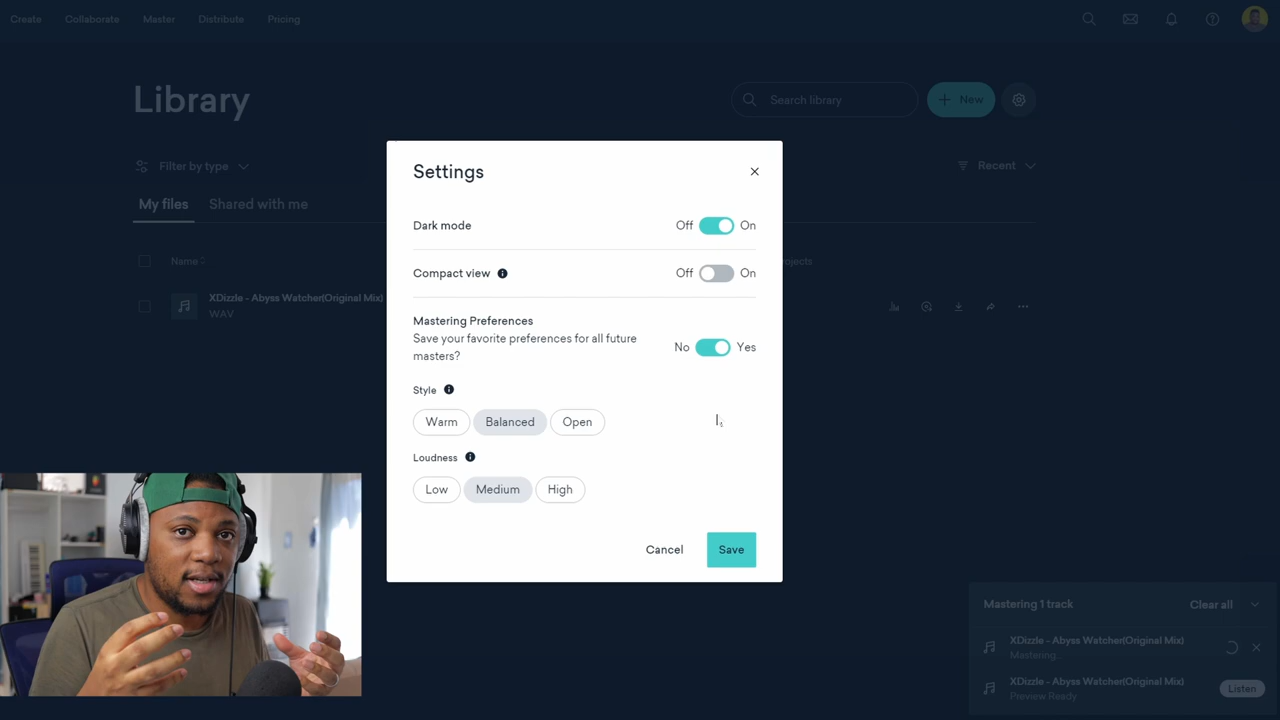 Create Collaborate Master Distribute Pricing
Library
Search library
New
Filter by type
Recent
My files Shared with me
Name
XDizzle - Abyss Watcher(Original Mix)
WAV
Settings
Dark mode Off On
Compact view Off On
Mastering Preferences
Save your favorite preferences for all future
masters?
No Yes
Style
Warm Balanced Open
Loudness
Low Medium High
Cancel Save
Mastering 1 track Clear all
XDizzle - Abyss Watcher(Original Mix)
Mastering...
XDizzle - Abyss Watcher(Original Mix)
Preview Ready
Listen